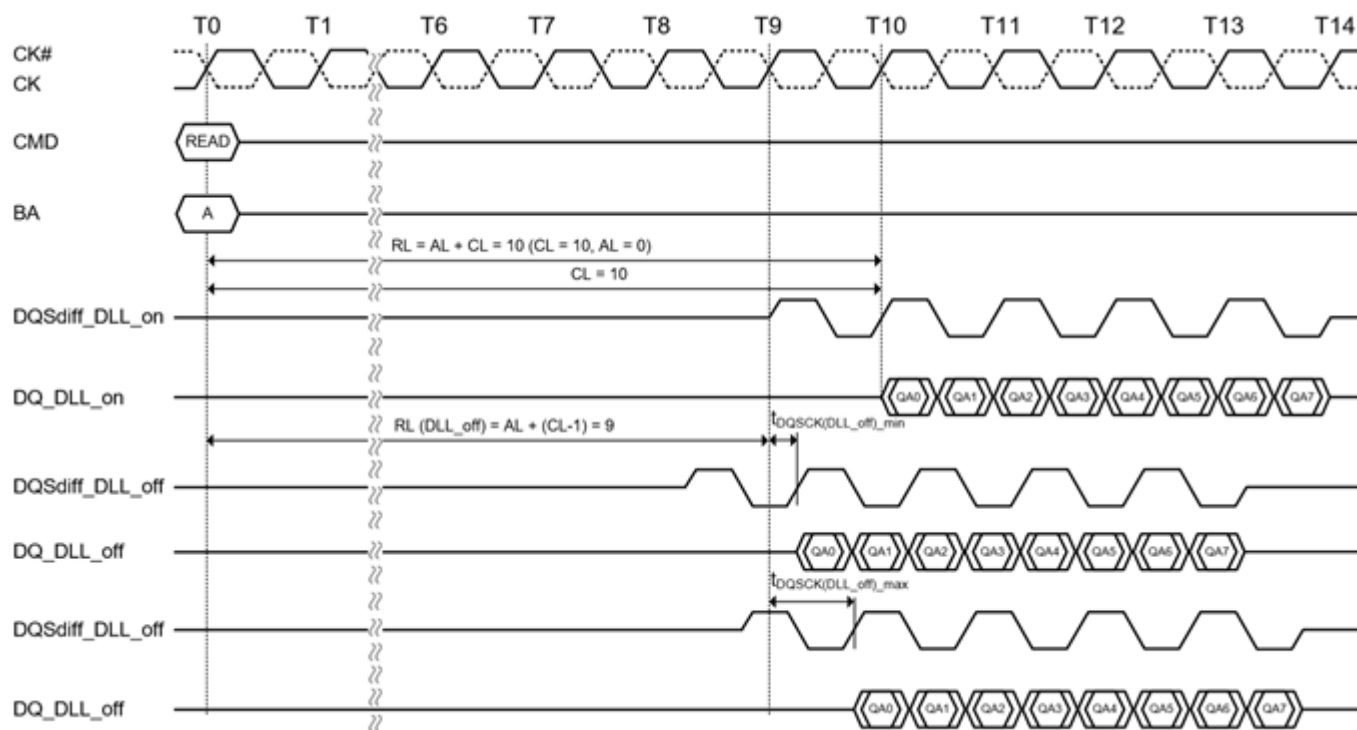 T0 T1 T6 T7 T8 T9 T10 T11 T12 T13 T14
CK#
CK
CMD READ
BA A
RL = AL + CL = 10 (CL = 10, AL = 0)
CL = 10
DQSdiff_DLL_on
DQ_DLL_on QA0 QA1 QA2 QA3 QA4 QA5 QA6 QA7
RL (DLL_off) = AL + (CL-1) = 9 tDQSCK(DLL_off)_min
DQSdiff_DLL_off
DQ_DLL_off QA0 QA1 QA2 QA3 QA4 QA5 QA6 QA7
tDQSCK(DLL_off)_max
DQSdiff_DLL_off
DQ_DLL_off QA0 QA1 QA2 QA3 QA4 QA5 QA6 QA7